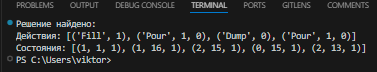 PROBLEMS OUTPUT DEBUG CONSOLE TERMINAL PORTS GITLENS COMMENTS
Решение найдено:
Действия: [('Fill', 1), ('Pour', 1, 0), ('Dump', 0), ('Pour', 1, 0)]
Состояния: [(1, 1, 1), (1, 16, 1), (2, 15, 1), (0, 15, 1), (2, 13, 1)]
PS C:\Users\viktor>